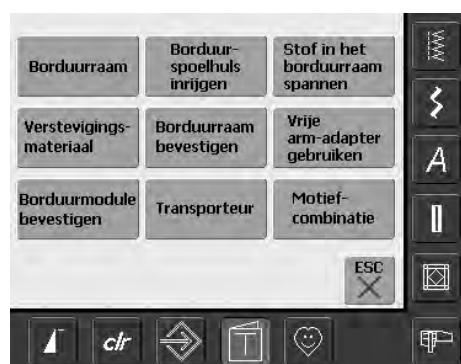 Borduurraam
Borduur-
spoelhuls
inrijgen
Stof in het
borduurraam
spannen
Verstevigings-
materiaal
Borduurraam
bevestigen
Vrije
arm-adapter
gebruiken
Borduurmodule
bevestigen
Transporteur
Motief-
combinatie
ESC
A
clr